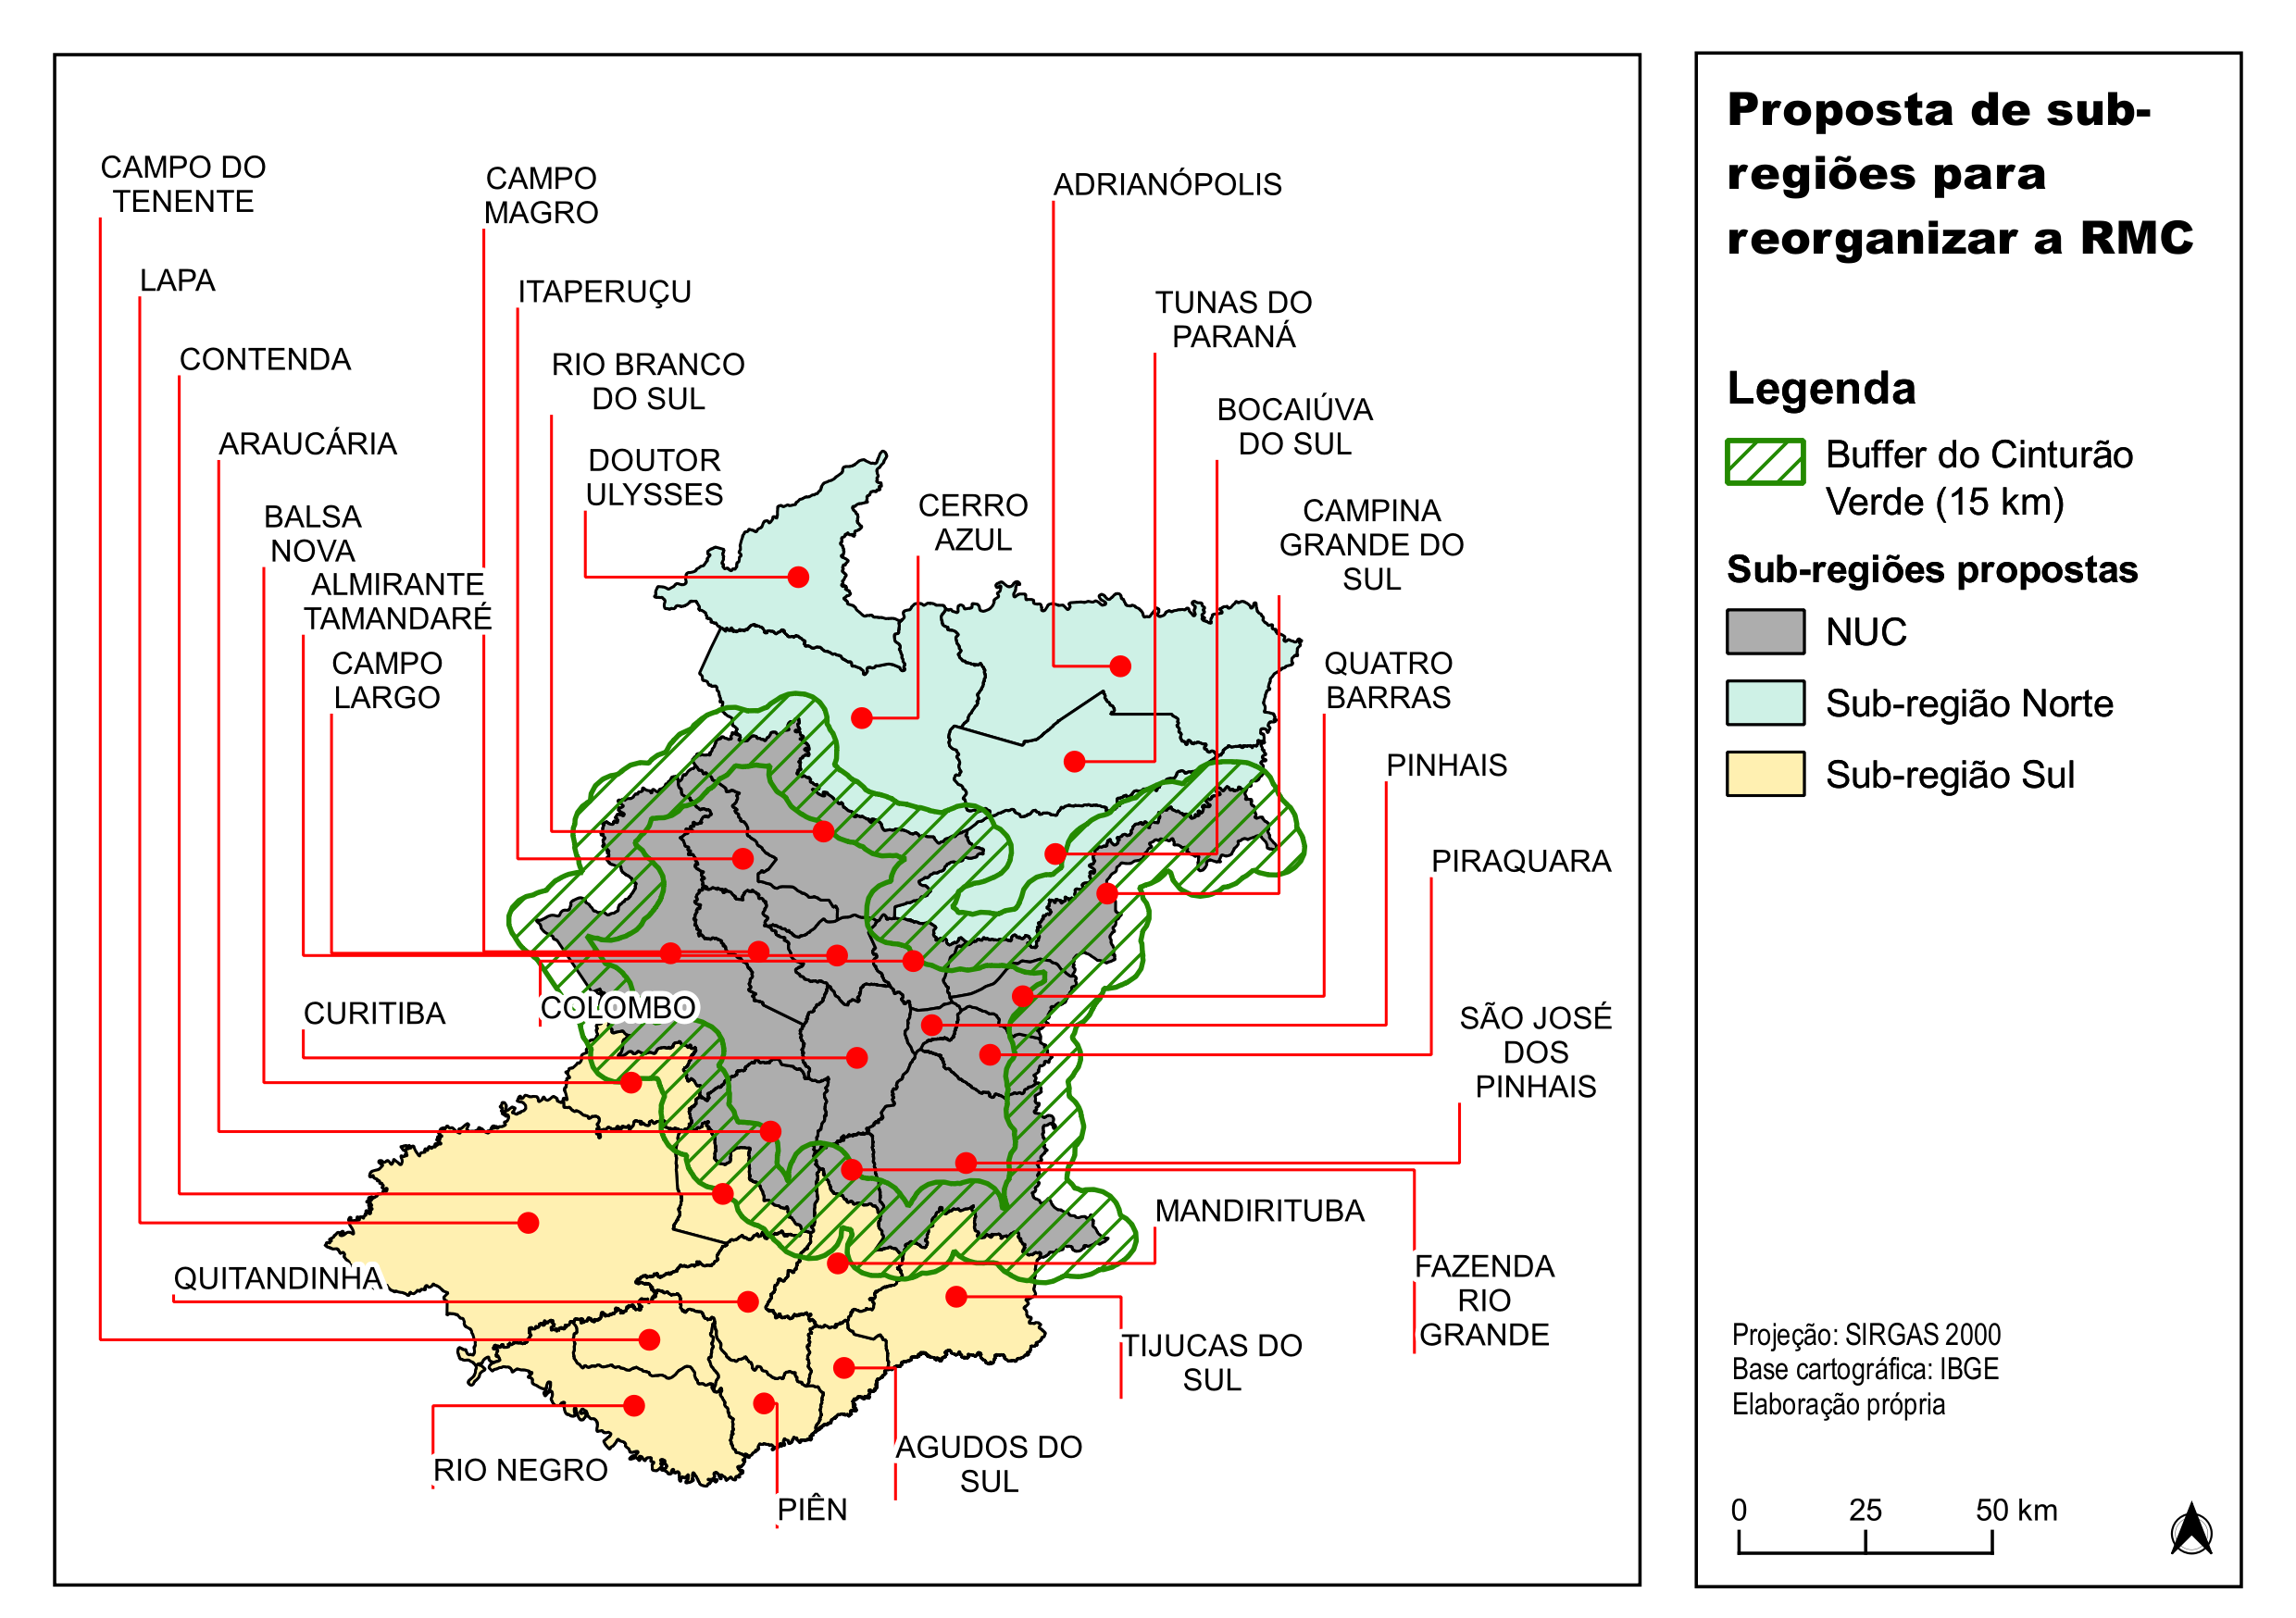 Proposta de sub-
regiões para
reorganizar a RMC
Legenda
Buffer do Cinturão
Verde (15 km)
Sub-regiões propostas
NUC
Sub-região Norte
Sub-região Sul
Projeção: SIRGAS 2000
Base cartográfica: IBGE
Elaboração própria
0 25 50 km
CAMPO DO
TENENTE
LAPA
CONTENDA
ARAUCÁRIA
BALSA
NOVA
ALMIRANTE
TAMANDARÉ
CAMPO
LARGO
CAMPO
MAGRO
ITAPERUÇU
RIO BRANCO
DO SUL
DOUTOR
ULYSSES
CERRO
AZUL
ADRIANÓPOLIS
TUNAS DO
PARANÁ
BOCAIÚVA
DO SUL
CAMPINA
GRANDE DO
SUL
QUATRO
BARRAS
PINHAIS
PIRAQUARA
SÃO JOSÉ
DOS
PINHAIS
CURITIBA
COLOMBO
MANDIRITUBA
FAZENDA
RIO
GRANDE
QUITANDINHA
TIJUCAS DO
SUL
AGUDOS DO
SUL
RIO NEGRO
PIÊN